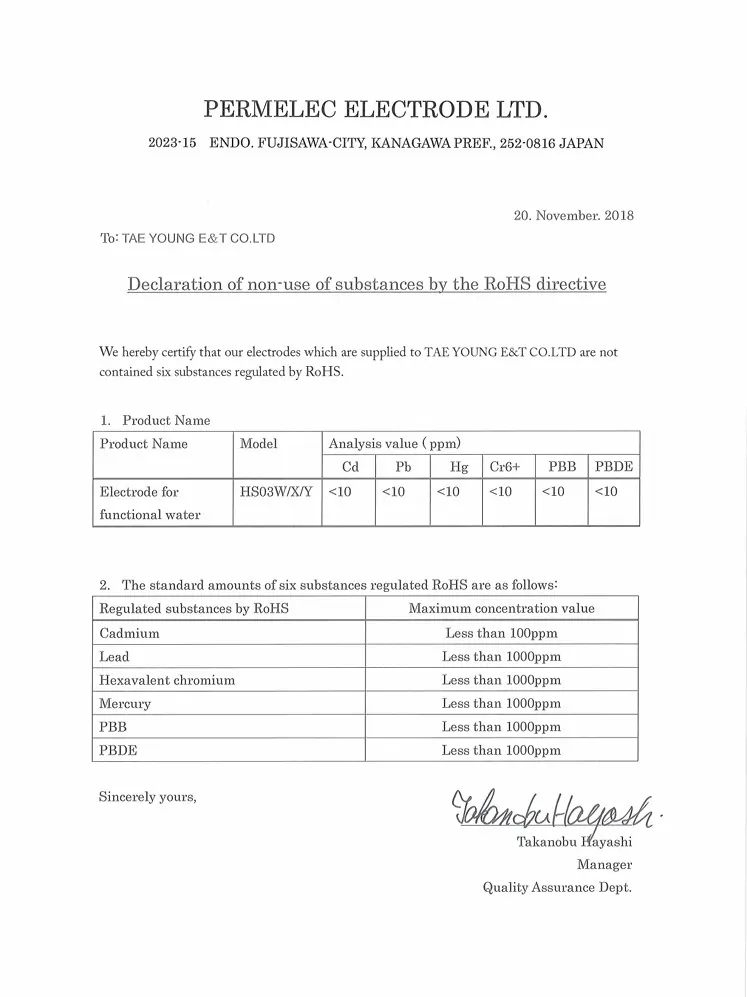 PERMELEC ELECTRODE LTD.
2023-15 ENDO. FUJISAWA-CITY, KANAGAWA PREF., 252-0816 JAPAN
20. November. 2018
To: TAE YOUNG E&T CO.LTD
Declaration of non-use of substances by the RoHS directive
We hereby certify that our electrodes which are supplied to TAE YOUNG E&T CO.LTD are not
contained six substances regulated by RoHS.
1. Product Name
Product Name Model Analysis value ( ppm)
Cd Pb Hg Cr6+ PBB PBDE
Electrode for HS03W/X/Y <10 <10 <10 <10 <10 <10
functional water
2. The standard amounts of six substances regulated RoHS are as follows:
Regulated substances by RoHS Maximum concentration value
Cadmium Less than 100ppm
Lead Less than 1000ppm
Hexavalent chromium Less than 1000ppm
Mercury Less than 1000ppm
PBB Less than 1000ppm
PBDE Less than 1000ppm
Sincerely yours,
Takanobu Hayashi.
Takanobu Hayashi
Manager
Quality Assurance Dept.